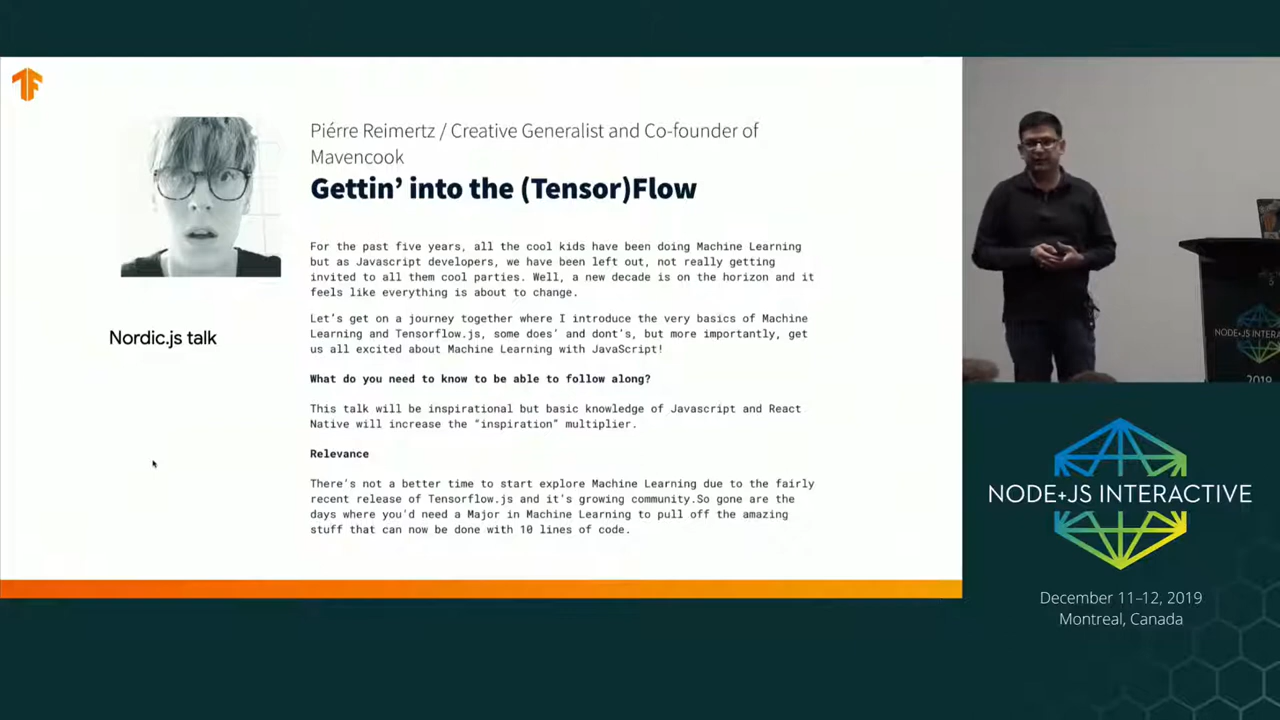 Piérre Reimertz / Creative Generalist and Co-founder of
Mavencook
Gettin' into the (Tensor)Flow
For the past five years, all the cool kids have been doing Machine Learning
but as Javascript developers, we have been left out, not really getting
invited to all them cool parties. Well, a new decade is on the horizon and it
feels like everything is about to change.
Let's get on a journey together where I introduce the very basics of Machine
Learning and Tensorflow.js, some does' and dont's, but more importantly, get
us all excited about Machine Learning with JavaScript!
Nordic.js talk
What do you need to know to be able to follow along?
This talk will be inspirational but basic knowledge of Javascript and React
Native will increase the "inspiration" multiplier.
Relevance
There's not a better time to start explore Machine Learning due to the fairly
recent release of Tensorflow.js and it's growing community.So gone are the
days where you'd need a Major in Machine Learning to pull off the amazing
stuff that can now be done with 10 lines of code.
NODE+JS INTERACTIVE
December 11–12, 2019
Montreal, Canada
NODE+JS INTERA
2019